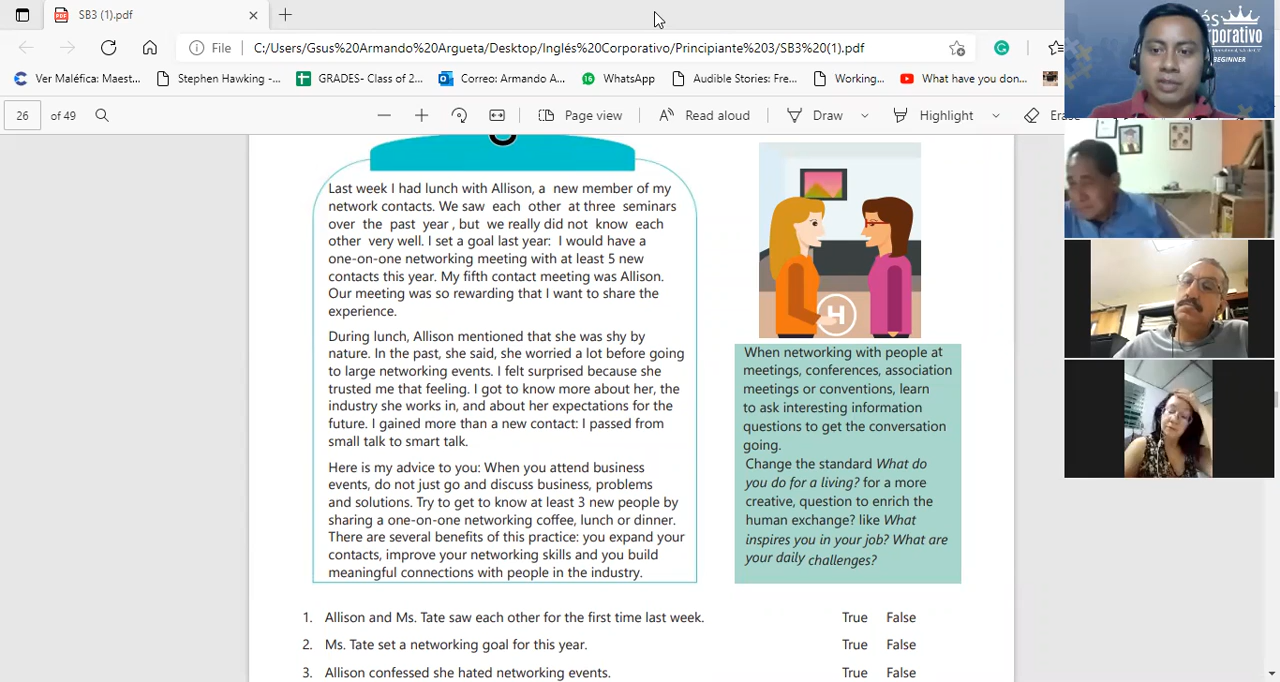 SB3 (1).pdf
File
C:/Users/Gsus%20Armando%20Argueta/Desktop/Inglés%20Corporativo/Principiante%203/SB3%20(1).pdf
Ver Maléfica: Maest...
Stephen Hawking -...
GRADES- Class of 2...
Correo: Armando A...
16
WhatsApp
Audible Stories: Fre...
Working...
What have you don...
26 of 49
Page view
Read aloud
Draw
Highlight
Erase
Last week I had lunch with Allison, a new member of my
network contacts. We saw each other at three seminars
over the past year , but we really did not know each
other very well. I set a goal last year: I would have a
one-on-one networking meeting with at least 5 new
contacts this year. My fifth contact meeting was Allison.
Our meeting was so rewarding that I want to share the
experience.
During lunch, Allison mentioned that she was shy by
nature. In the past, she said, she worried a lot before going
to large networking events. I felt surprised because she
trusted me that feeling. I got to know more about her, the
industry she works in, and about her expectations for the
future. I gained more than a new contact: I passed from
small talk to smart talk.
Here is my advice to you: When you attend business
events, do not just go and discuss business, problems
and solutions. Try to get to know at least 3 new people by
sharing a one-on-one networking coffee, lunch or dinner.
There are several benefits of this practice: you expand your
contacts, improve your networking skills and you build
meaningful connections with people in the industry.
H
When networking with people at
meetings, conferences, association
meetings or conventions, learn
to ask interesting information
questions to get the conversation
going.
Change the standard What do
you do for a living? for a more
creative, question to enrich the
human exchange? like What
inspires you in your job? What are
your daily challenges?
1. Allison and Ms. Tate saw each other for the first time last week. True False
2. Ms. Tate set a networking goal for this year. True False
3. Allison confessed she hated networking events. True False
és
rporativo
BEGINNER